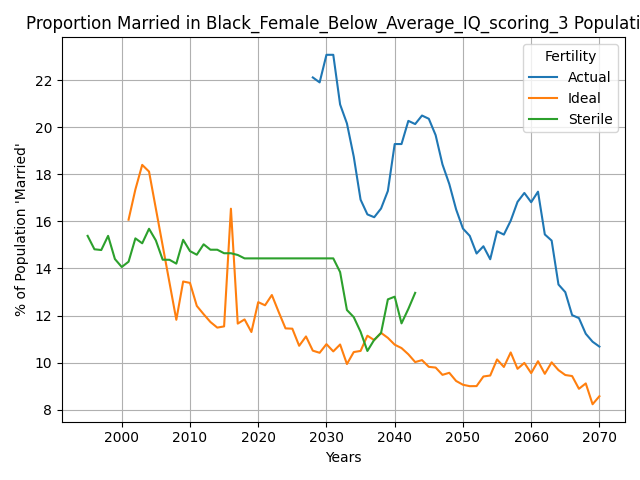 Proportion Married in Black_Female_Below_Average_IQ_scoring_3 Populati
% of Population 'Married'
22
20
18
16
14
12
10
8
Fertility
Actual
Ideal
Sterile
2000 2010 2020 2030 2040 2050 2060 2070
Years